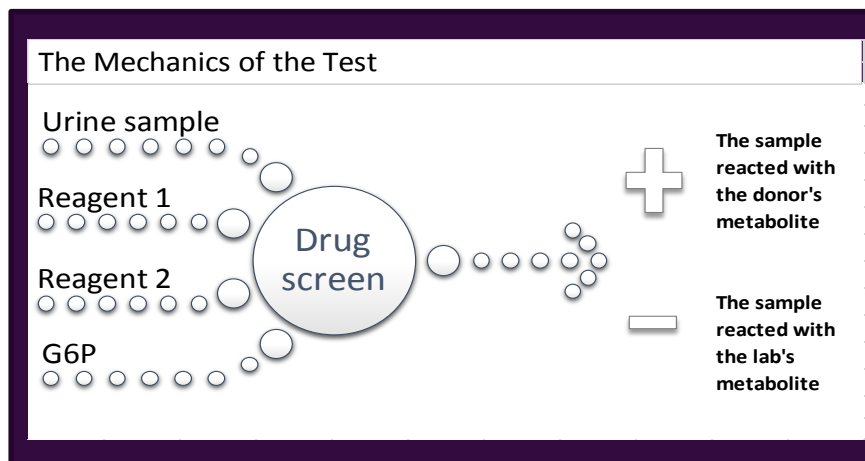 The Mechanics of the Test
Urine sample
Reagent 1
Reagent 2
G6P
Drug
screen
The sample
reacted with
the donor's
metabolite
The sample
reacted with
the lab's
metabolite